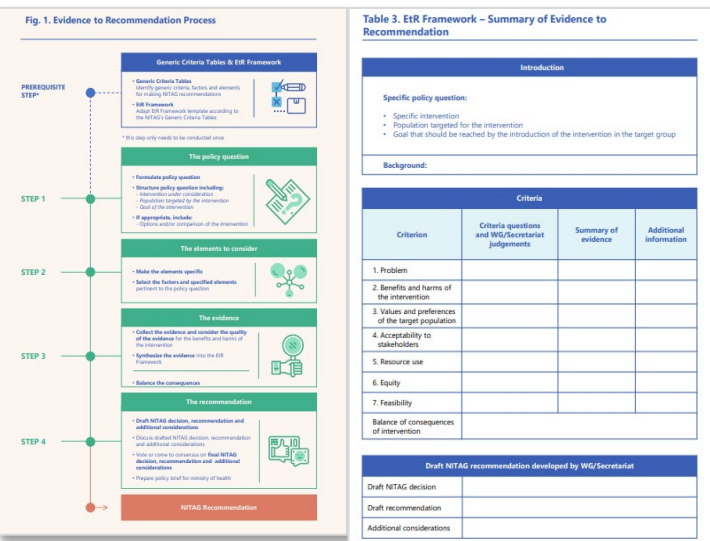 Fig. 1. Evidence to Recommendation Process
Generic Criteria Tables & EtR Framework
PREREQUISITE
STEP*
• Generic Criteria Tables
Identify generic criteria, factors and elements
for making NITAG recommendations
• EtR Framework
Adapt EtR Framework template according to
the NITAG's Generic Criteria Tables
* this step only needs to be conducted once
The policy question
STEP 1
• Formulate policy question
• Structure policy question including:
- Intervention under consideration
- Population targeted by the intervention
- Goal of the intervention
• If appropriate, include:
- Options and/or comparison of the intervention
The elements to consider
STEP 2
• Make the elements specific
• Select the factors and specified elements
pertinent to the policy question
The evidence
STEP 3
• Collect the evidence and consider the quality
of the evidence for the benefits and harms of
the intervention
• Synthesize the evidence into the EtR
Framework
• Balance the consequences
The recommendation
STEP 4
• Draft NITAG decision, recommendation and
additional considerations
• Discuss drafted NITAG decision, recommendation
and additional considerations
• Vote or come to consensus on final NITAG
decision, recommendation and additional
considerations
• Prepare policy brief for ministry of health
NITAG Recommendation
Table 3. EtR Framework – Summary of Evidence to
Recommendation
Introduction
Specific policy question:
• Specific intervention
• Population targeted for the intervention
• Goal that should be reached by the introduction of the intervention in the target group
Background:
Criteria
Criterion
Criteria questions
and WG/Secretariat
judgements
Summary of
evidence
Additional
information
1. Problem
2. Benefits and harms of
the intervention
3. Values and preferences
of the target population
4. Acceptability to
stakeholders
5. Resource use
6. Equity
7. Feasibility
Balance of consequences
of intervention
Draft NITAG recommendation developed by WG/Secretariat
Draft NITAG decision
Draft recommendation
Additional considerations